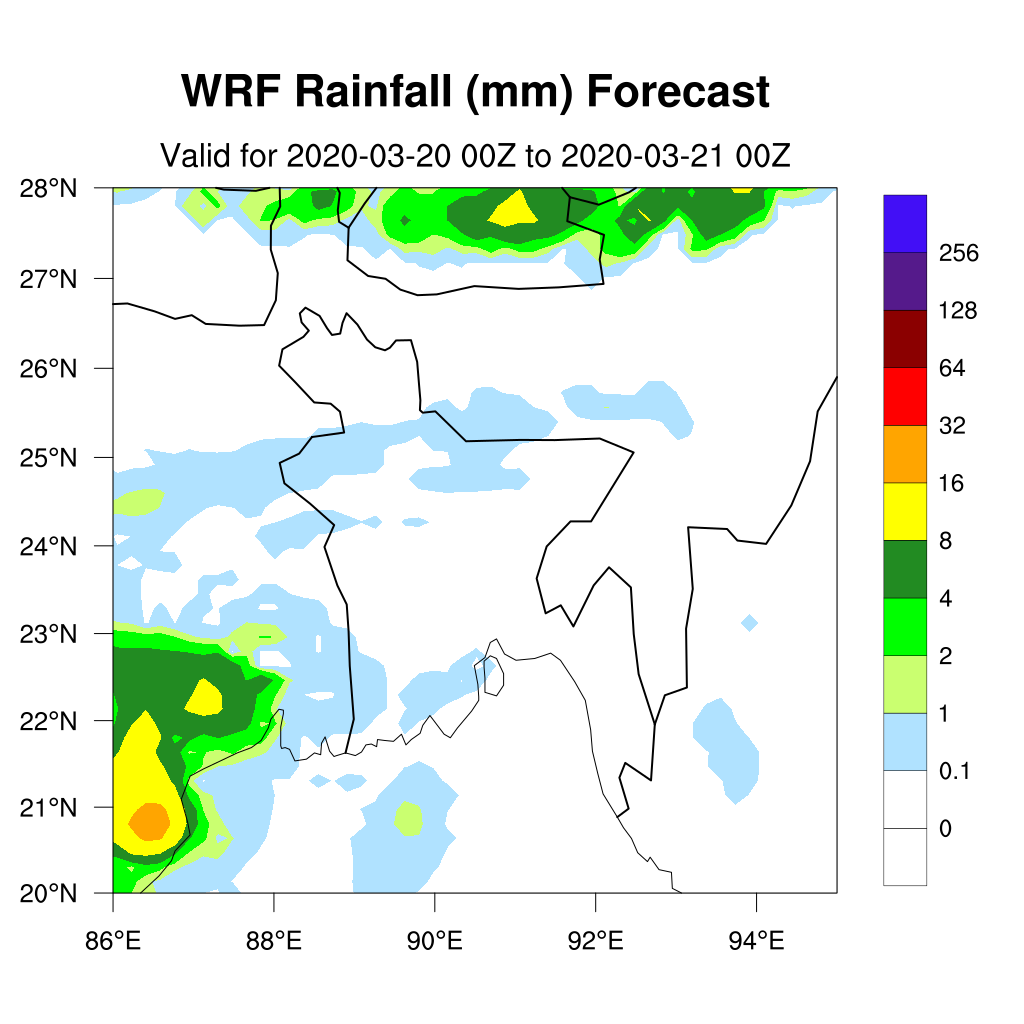 WRF Rainfall (mm) Forecast
Valid for 2020-03-20 00Z to 2020-03-21 00Z
28°N
27°N
26°N
25°N
24°N
23°N
22°N
21°N
20°N
86°E 88°E 90°E 92°E 94°E
256
128
64
32
16
8
4
2
1
0.1
0